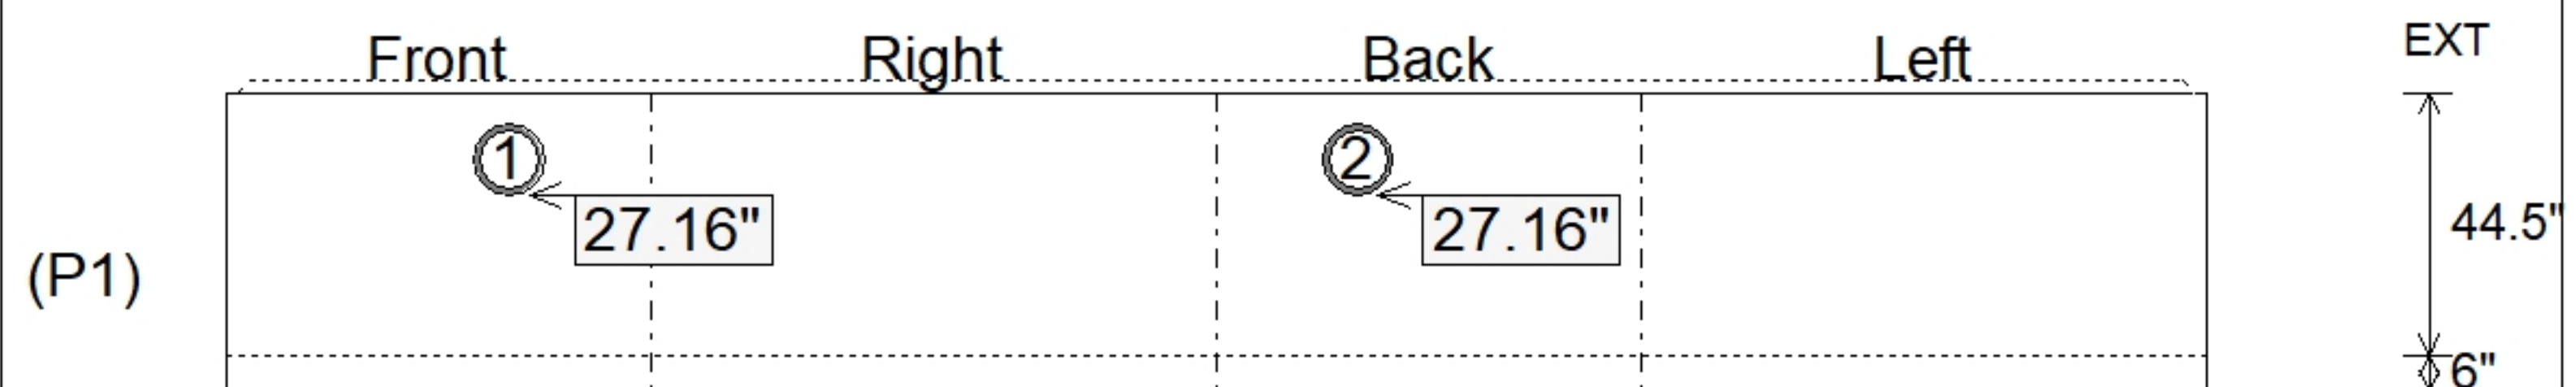 Front Right Back Left EXT
1 2
27.16" 27.16" 44.5"
(P1)
6"